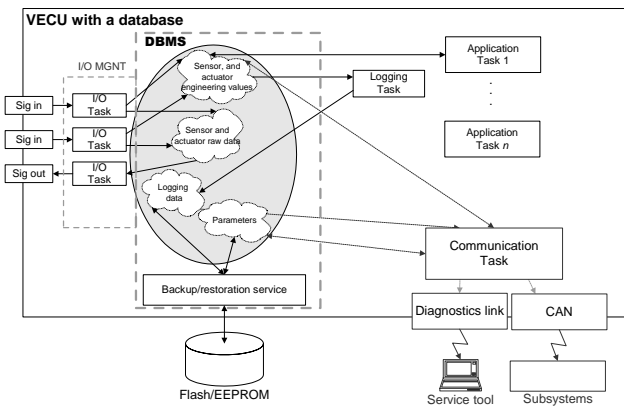 VECU with a database
DBMS
I/O MGNT
Sensor, and
actuator
engineering values
Application
Task 1
Logging
Task
Sig in
I/O
Task
Sig in
I/O
Task
Sensor and
actuator raw data
Application
Task n
Sig out
I/O
Task
Logging
data
Parameters
Communication
Task
Backup/restoration service
Diagnostics link
CAN
Flash/EEPROM
Service tool
Subsystems